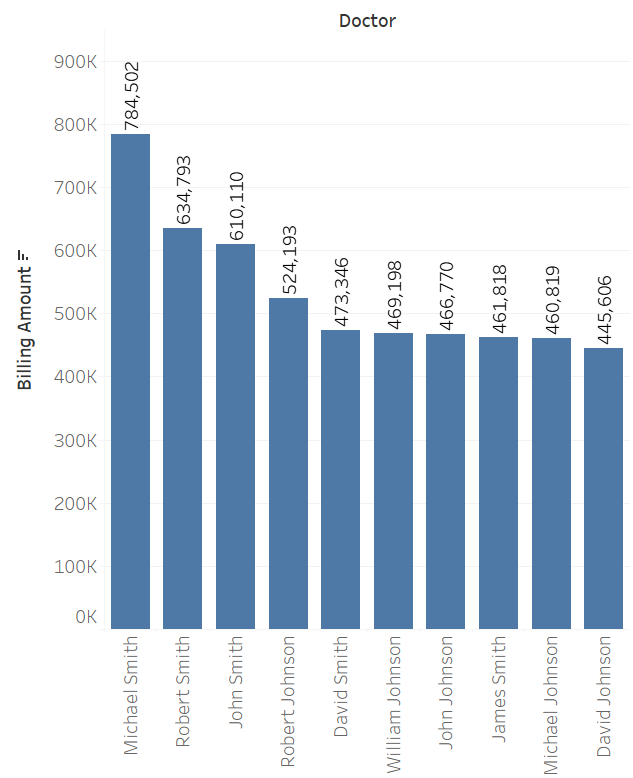 Doctor
Billing Amount
900K
800K
700K
600K
500K
400K
300K
200K
100K
0K
784,502
634,793
610,110
524,193
473,346
469,198
466,770
461,818
460,819
445,606
Michael Smith
Robert Smith
John Smith
Robert Johnson
David Smith
William Johnson
John Johnson
James Smith
Michael Johnson
David Johnson